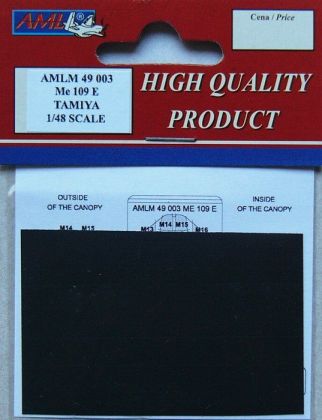 AML
Cena / Price
AMLM 49 003
Me 109 E
TAMIYA
1/48 SCALE
HIGH QUALITY
PRODUCT
OUTSIDE
OF THE CANOPY
AMLM 49 003 ME 109 E
INSIDE
OF THE CANOPY
M14 M15
M14 M15
M13 M16